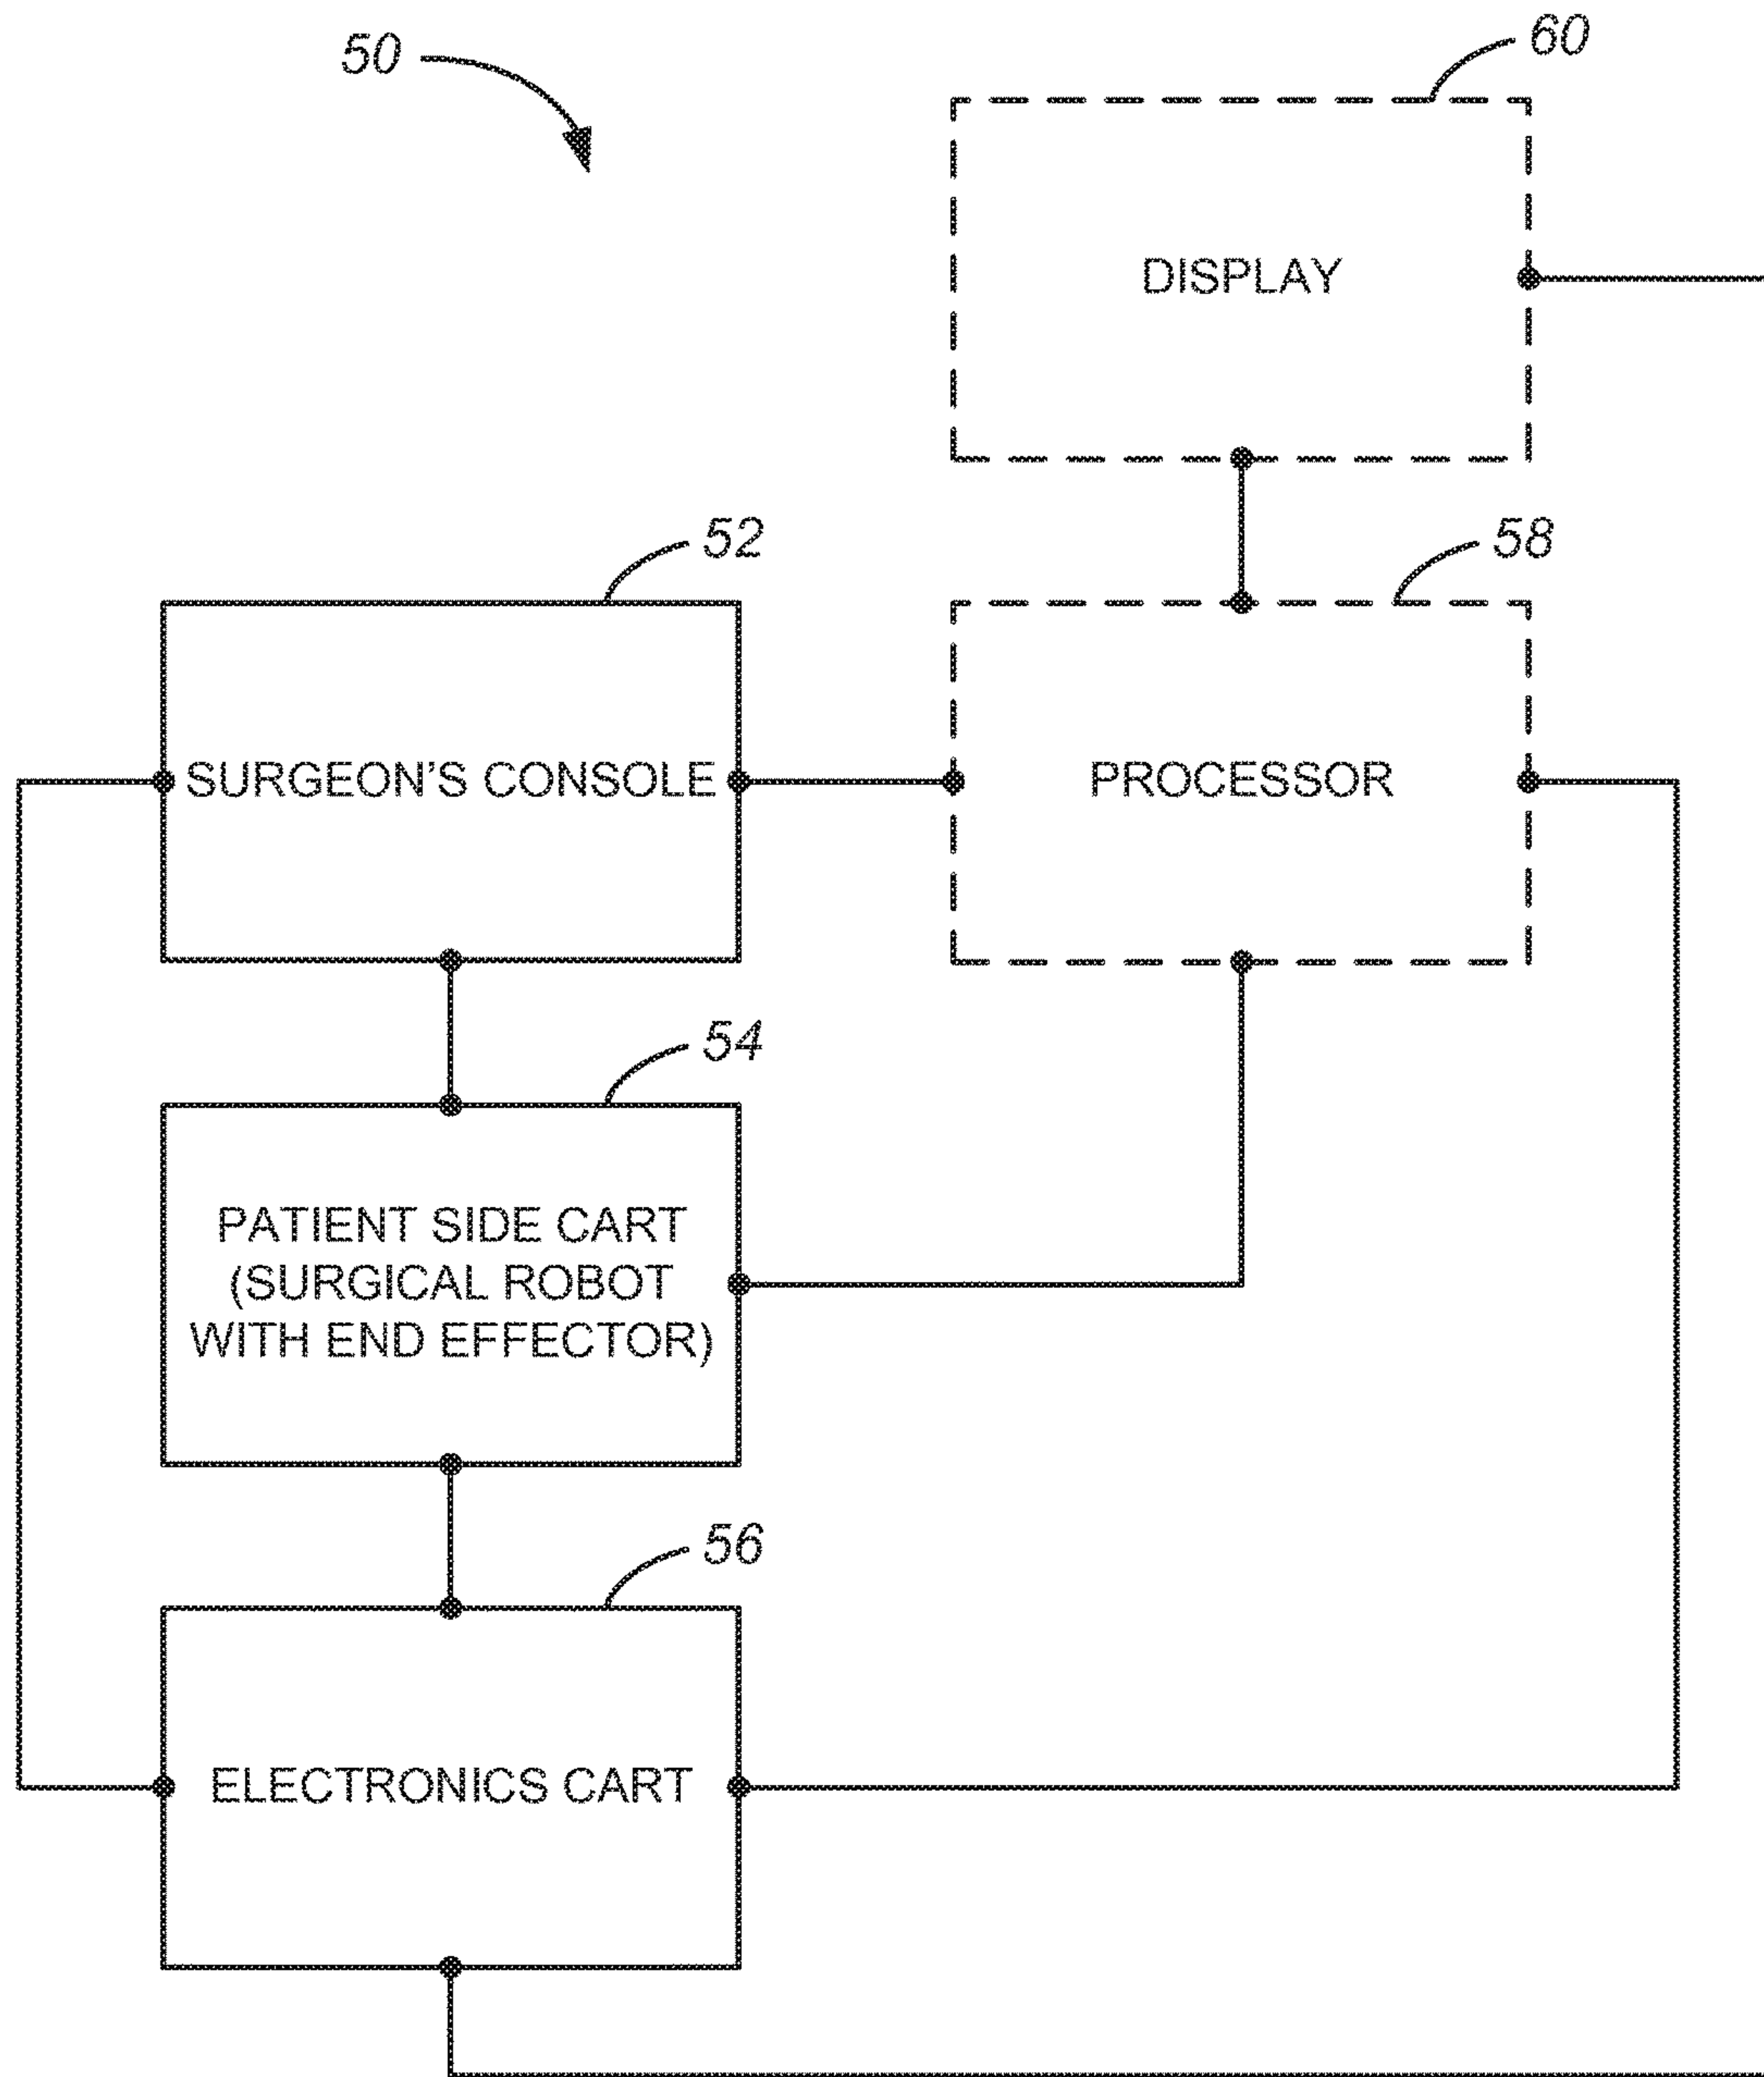 50
60
DISPLAY
52
58
SURGEON'S CONSOLE
PROCESSOR
54
PATIENT SIDE CART
(SURGICAL ROBOT
WITH END EFFECTOR)
56
ELECTRONICS CART